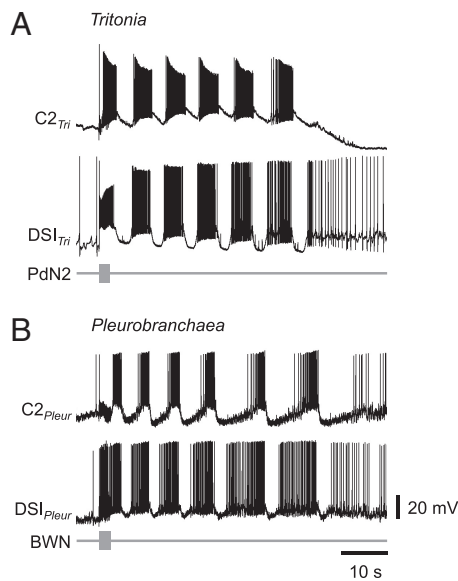 A
Tritonia
C2Tri
DSITri
PdN2
B
Pleurobranchaea
C2Pleur
DSIPleur
20 mV
BWN
10 s